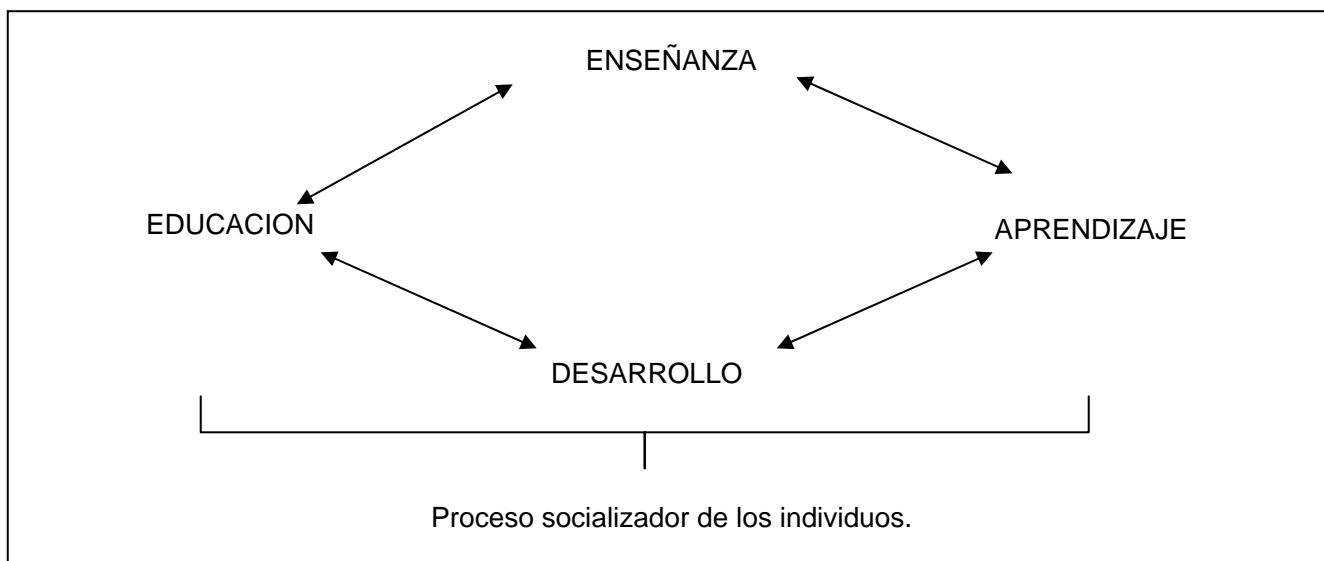 ENSEÑANZA
EDUCACION
APRENDIZAJE
DESARROLLO
Proceso socializador de los individuos.